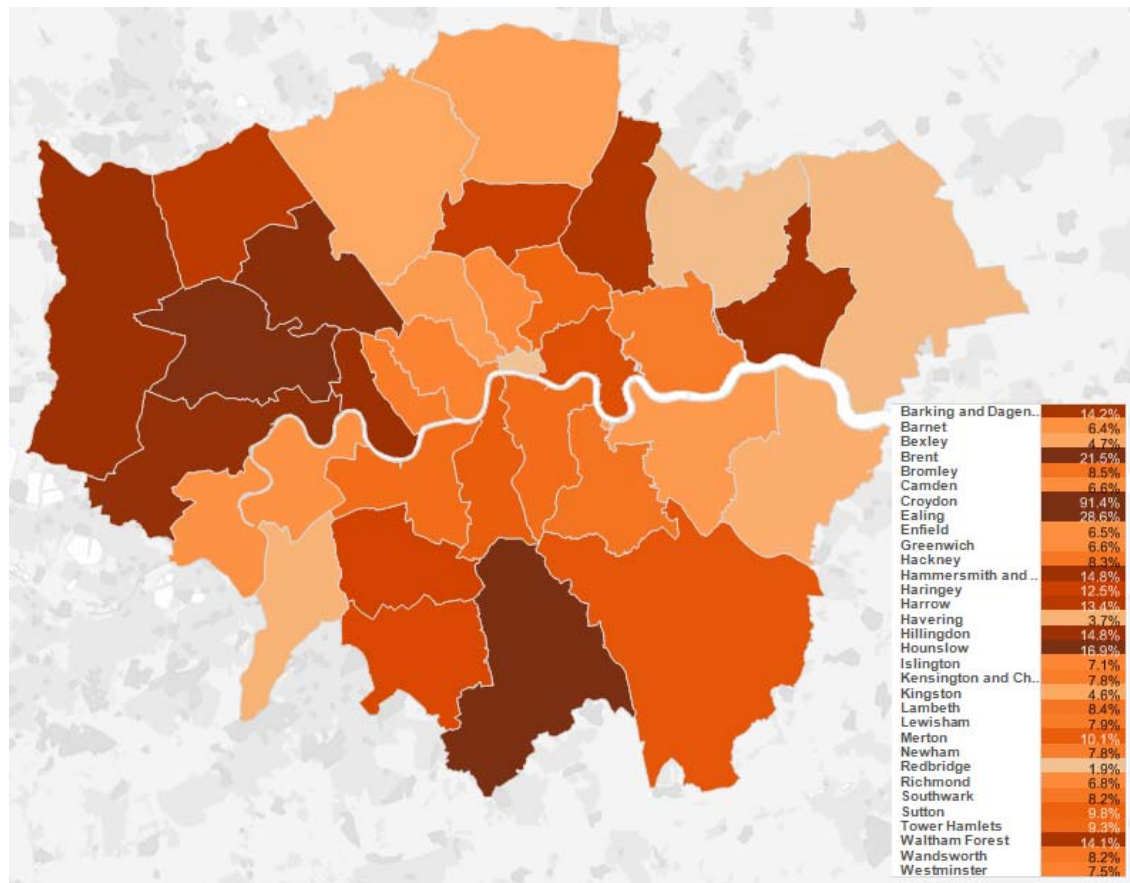 Barking and Dagen.. 14.2%
Barnet 6.4%
Bexley 4.7%
Brent 21.5%
Bromley 8.5%
Camden 6.6%
Croydon 91.4%
Ealing 28.6%
Enfield 6.5%
Greenwich 6.6%
Hackney 8.3%
Hammersmith and .. 14.8%
Haringey 12.5%
Harrow 13.4%
Havering 3.7%
Hillingdon 14.8%
Hounslow 16.9%
Islington 7.1%
Kensington and Ch.. 7.8%
Kingston 4.6%
Lambeth 8.4%
Lewisham 7.9%
Merton 10.1%
Newham 7.8%
Redbridge 1.9%
Richmond 6.8%
Southwark 8.2%
Sutton 9.8%
Tower Hamlets 9.3%
Waltham Forest 14.1%
Wandsworth 8.2%
Westminster 7.5%